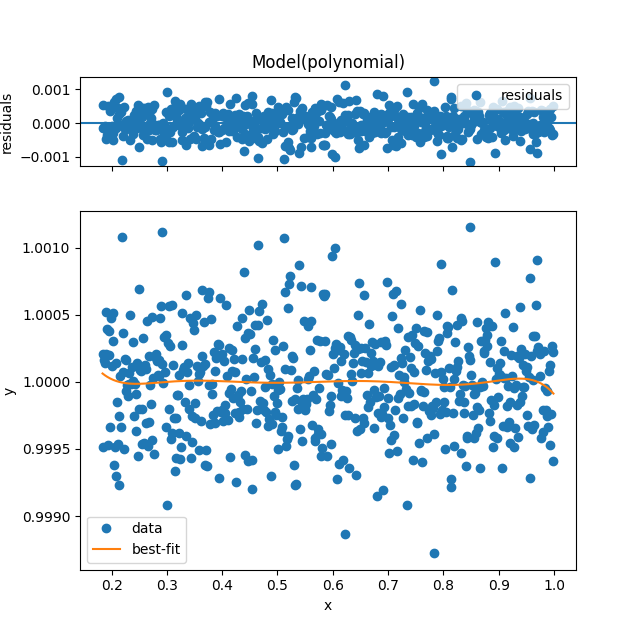 Model(polynomial)
residuals
0.001
0.000
−0.001
residuals
y
1.0010
1.0005
1.0000
0.9995
0.9990
data
best-fit
0.2 0.3 0.4 0.5 0.6 0.7 0.8 0.9 1.0
x